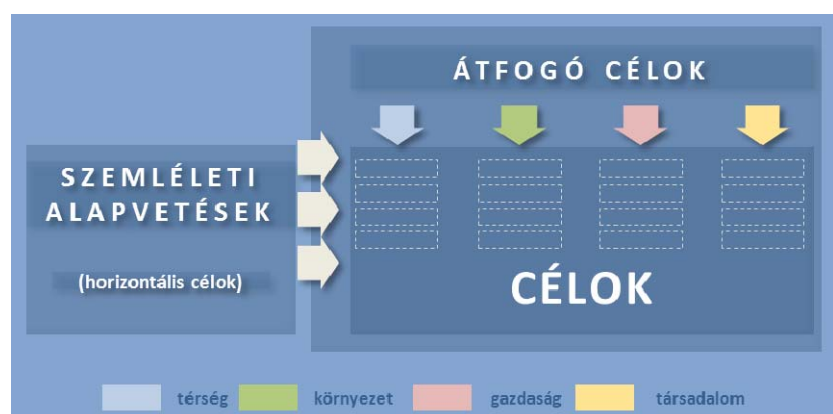 ÁTFOGÓ CÉLOK
SZEMLÉLETI
ALAPVETÉSEK
(horizontális célok)
CÉLOK
térség környezet gazdaság társadalom